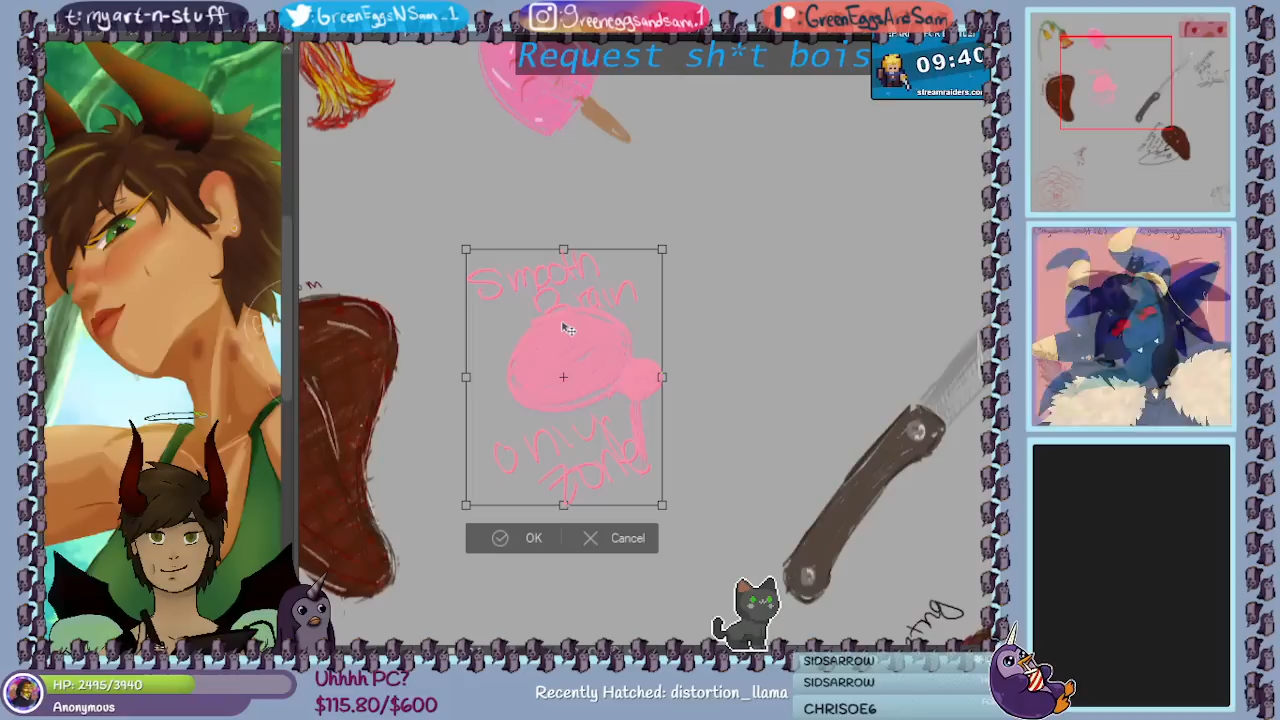 t:myart-n-stuff
:GreenEggsNSam_1
:greeneggsandsam.1
:GreenEggsAndSam
Request sh*t bois
09:40
streamraiders.com
Smooth
Brain
only
zone
OK
Cancel
HP: 2495/3940
Anonymous
Uhhhh PC?
$115.80/$600
Recently Hatched: distortion_llama
SIDSARROW
SIDSARROW
CHRISOE6